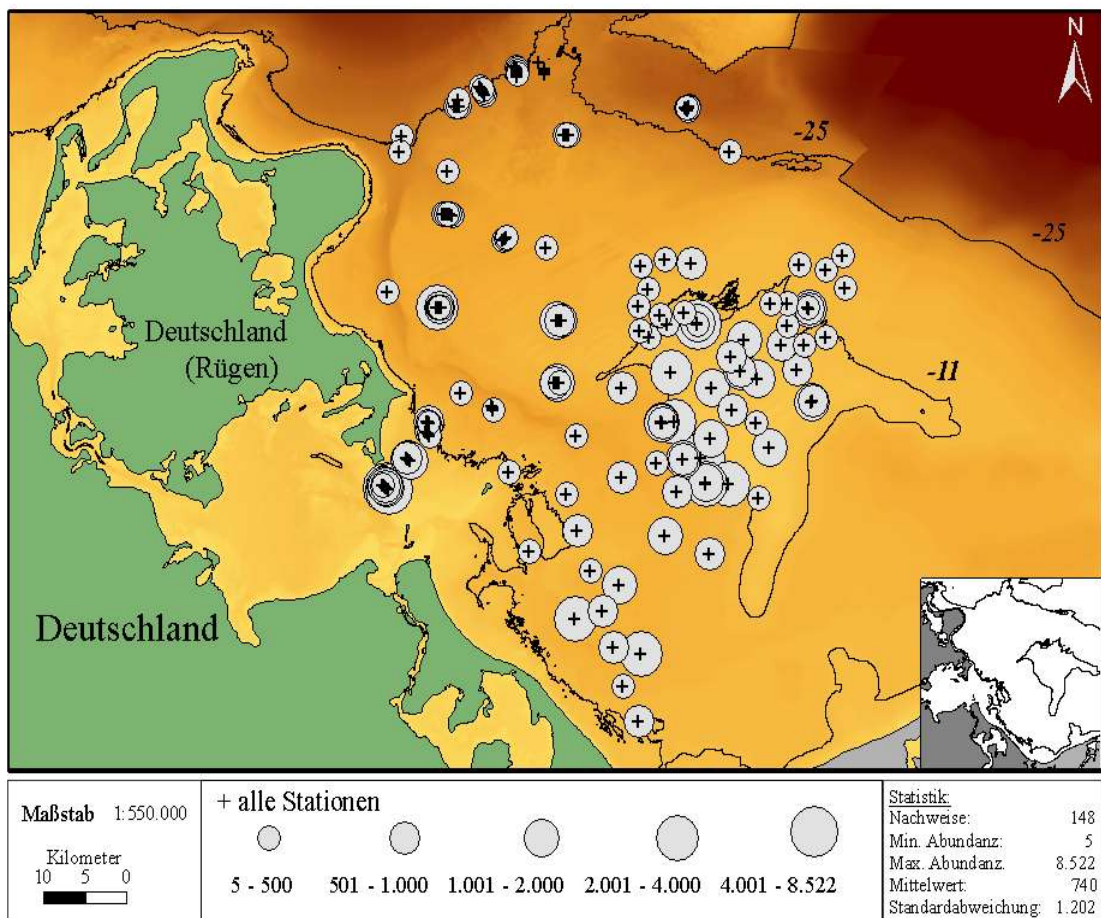 N
-25
-25
Deutschland
(Rügen)
-11
Deutschland
Maßstab 1:550.000
Kilometer
10 5 0
+ alle Stationen
5 - 500 501 - 1.000 1.001 - 2.000 2.001 - 4.000 4.001 - 8.522
Statistik:
Nachweise: 148
Min. Abundanz: 5
Max. Abundanz. 8.522
Mittelwert: 740
Standardabweichung: 1.202